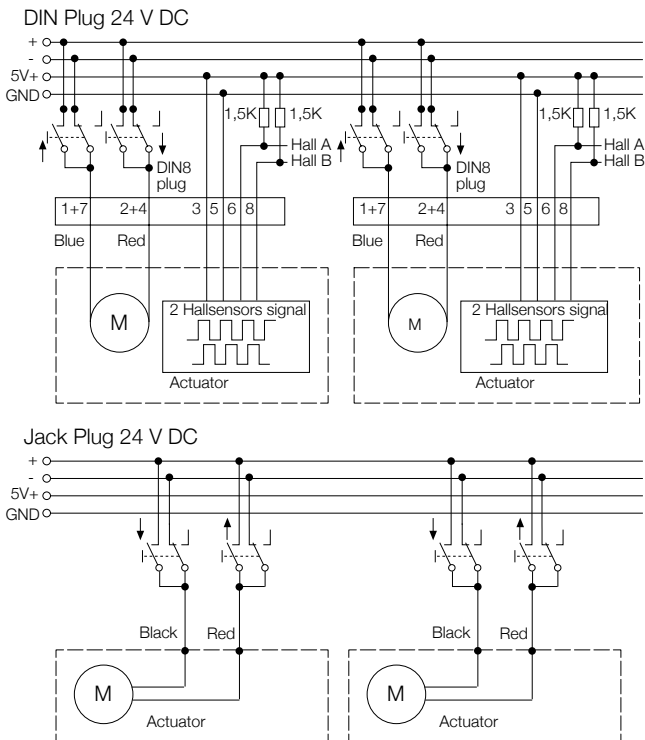 DIN Plug 24 V DC
+
-
5V+
GND
1,5K 1,5K
1,5K 1,5K
Hall A
Hall B
Hall A
Hall B
DIN8
plug
DIN8
plug
1+7 2+4 3 5 6 8
1+7 2+4 3 5 6 8
Blue Red
Blue Red
M
2 Hallsensors signal
Actuator
M
2 Hallsensors signal
Actuator
Jack Plug 24 V DC
+
-
5V+
GND
Black Red
Black Red
M
Actuator
M
Actuator